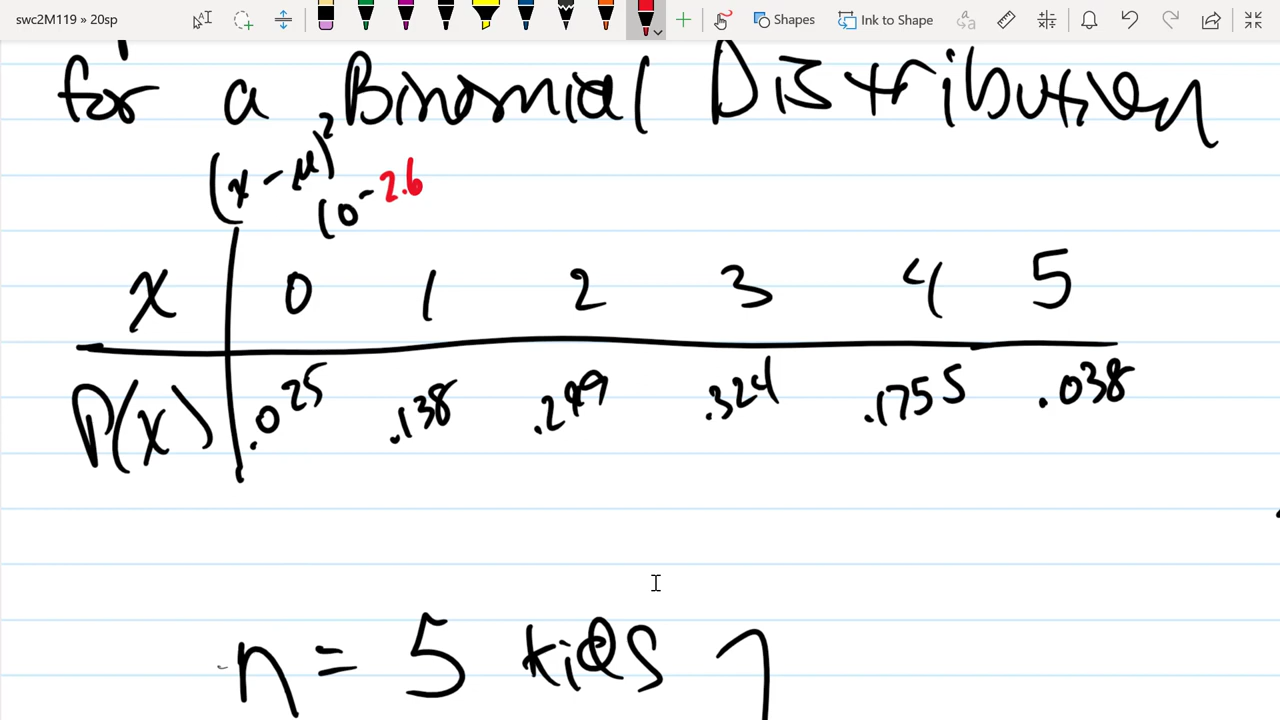 swc2M119 » 20sp Shapes Ink to Shape
for a Binomial Distribution
(x - μ)²
(0 - 2.6
x 0 1 2 3 4 5
P(x) .025 .138 .299 .324 .1755 .038
n = 5 kids